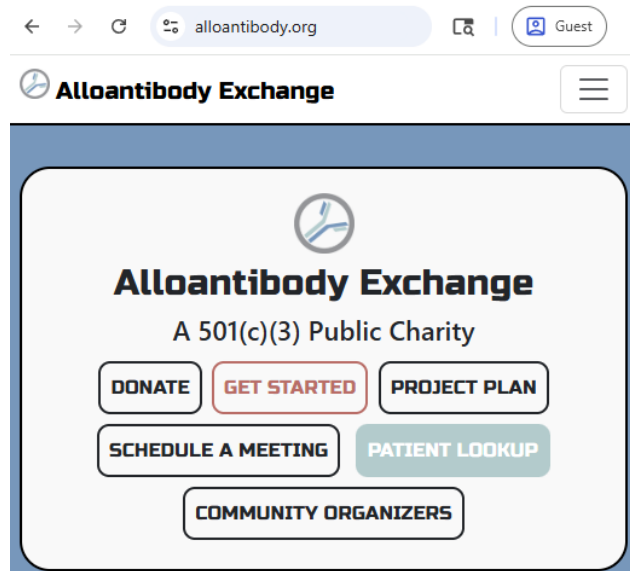 alloantibody.org
Guest
Alloantibody Exchange
Alloantibody Exchange
A 501(c)(3) Public Charity
DONATE GET STARTED PROJECT PLAN
SCHEDULE A MEETING PATIENT LOOKUP
COMMUNITY ORGANIZERS